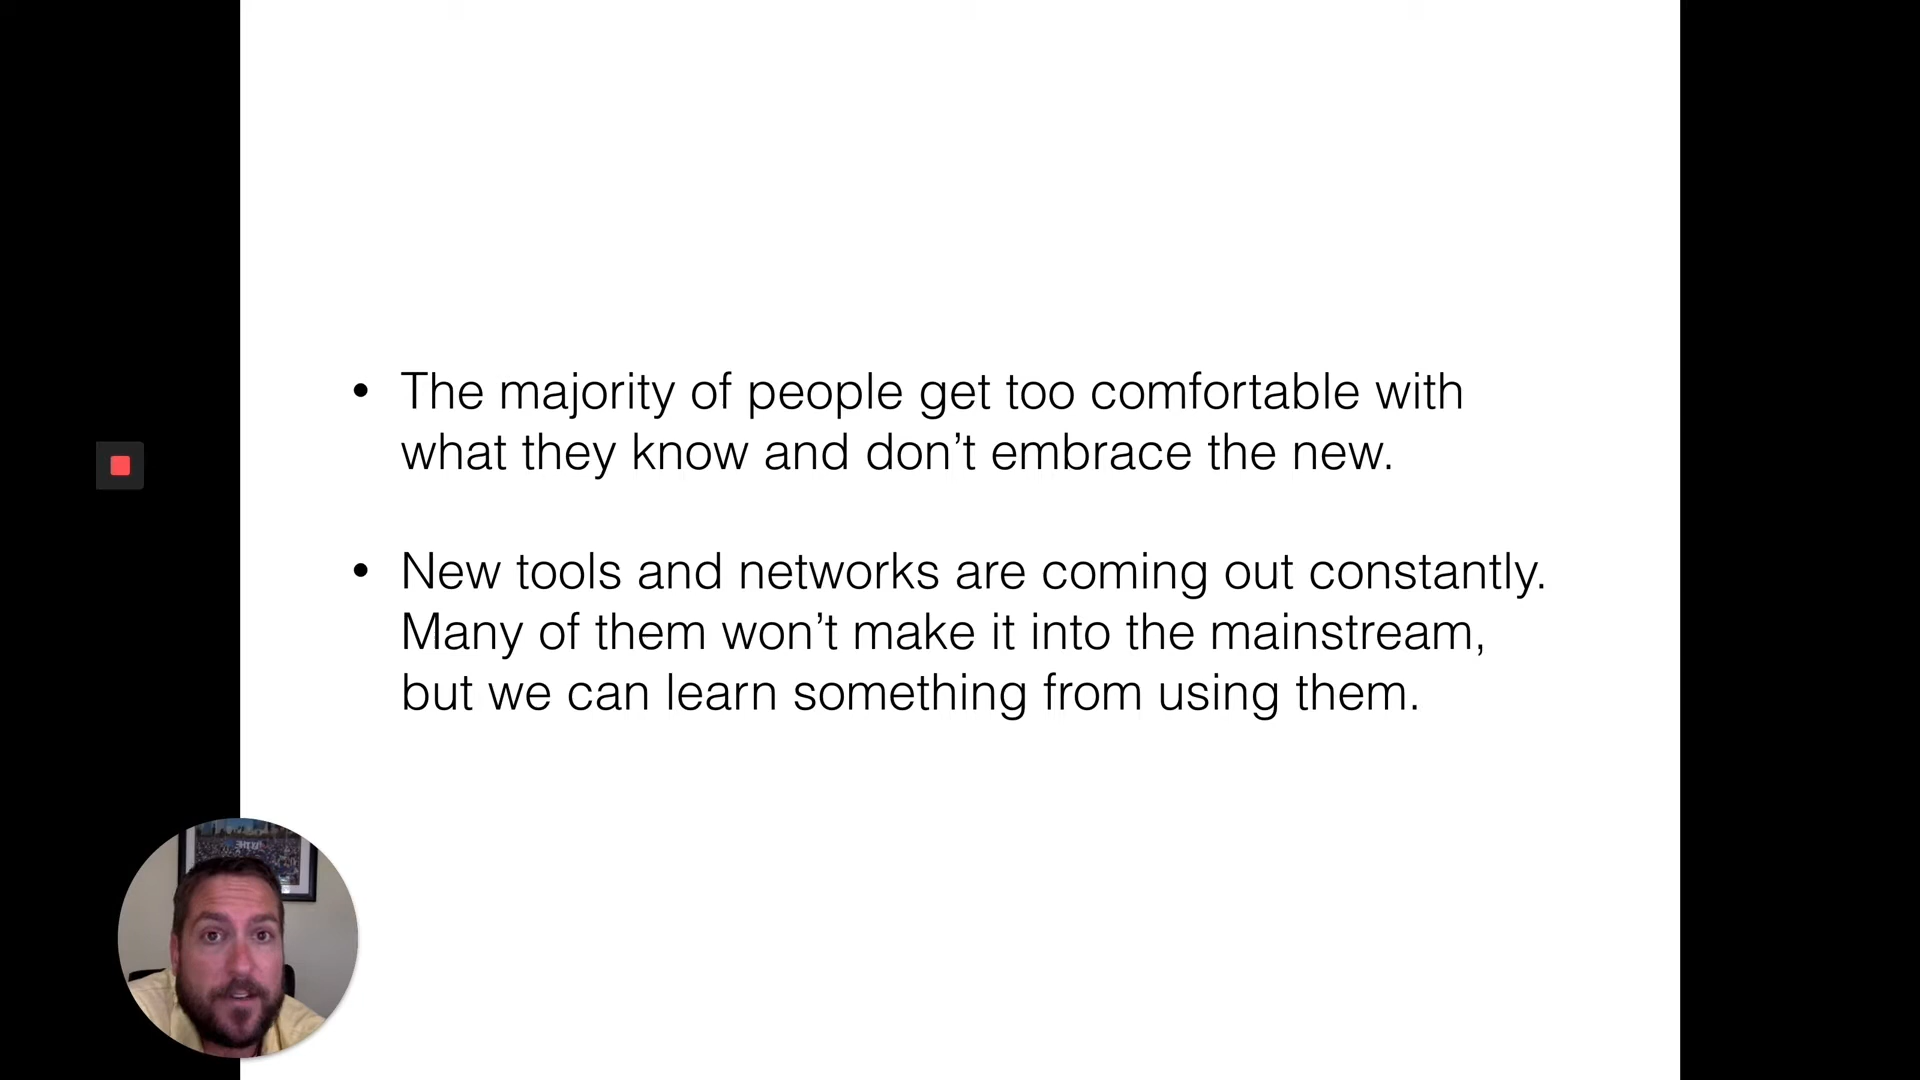 • The majority of people get too comfortable with
what they know and don’t embrace the new.
• New tools and networks are coming out constantly.
Many of them won’t make it into the mainstream,
but we can learn something from using them.